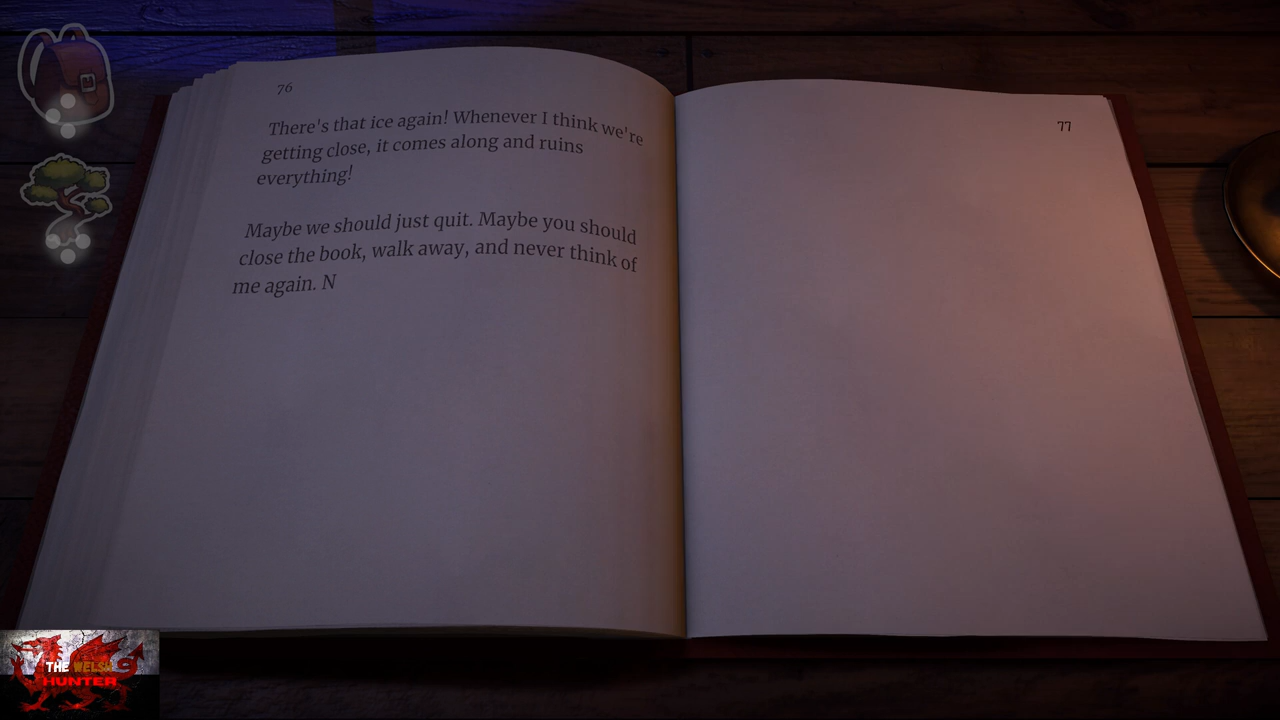 76
There's that ice again! Whenever I think we're
getting close, it comes along and ruins
everything!
Maybe we should just quit. Maybe you should
close the book, walk away, and never think of
me again. N
77
THE WELSH
HUNTER